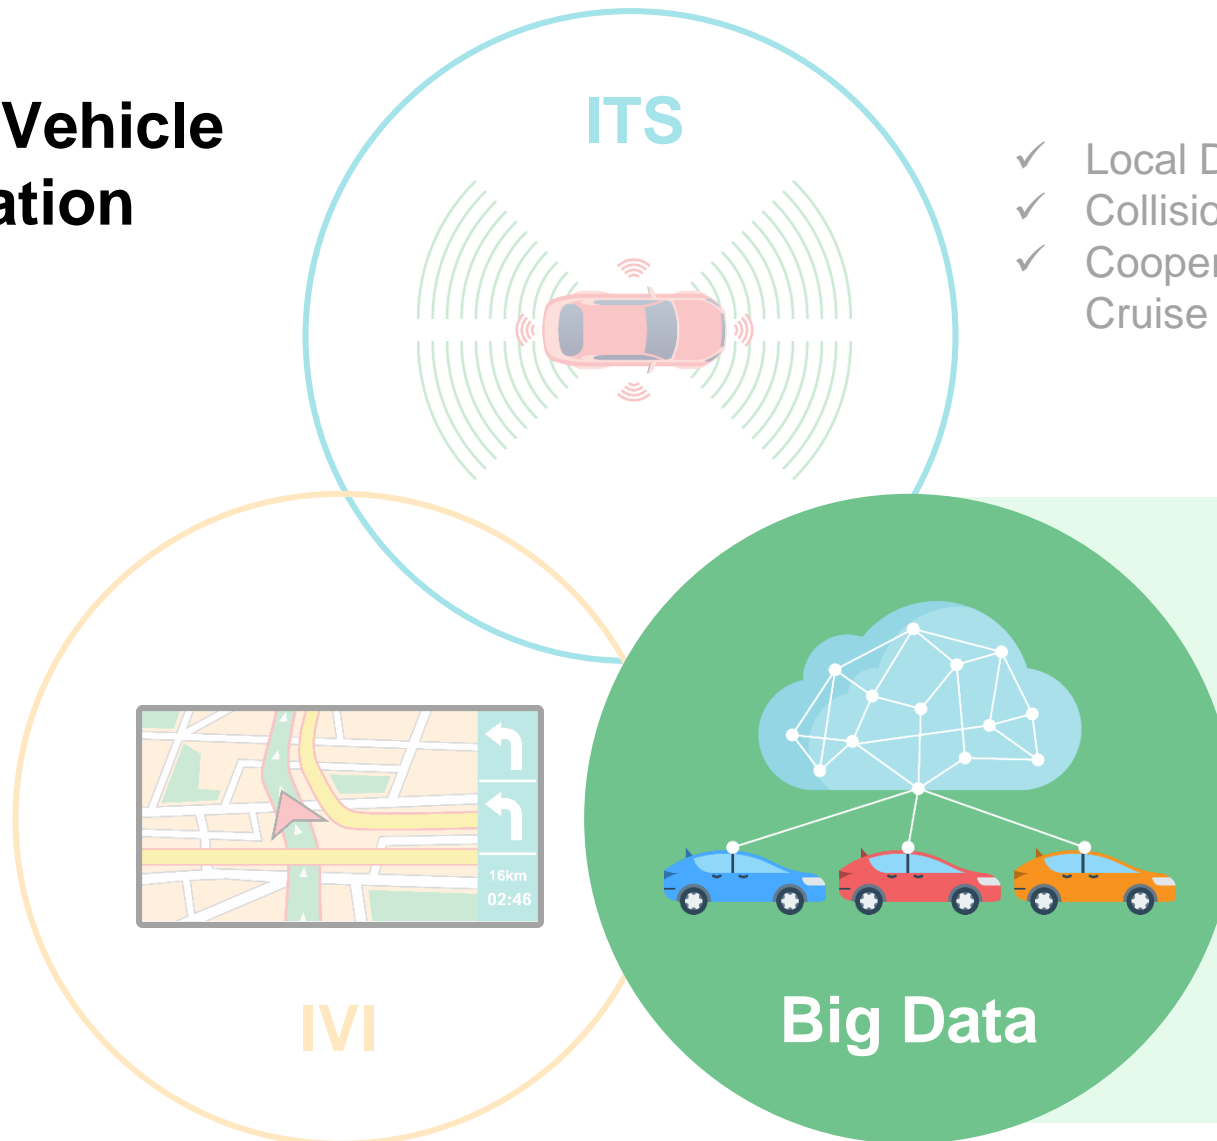 Vehicle
ation
ITS
✓ Local D
✓ Collisio
✓ Cooper
Cruise
16km
02:46
IVI
Big Data